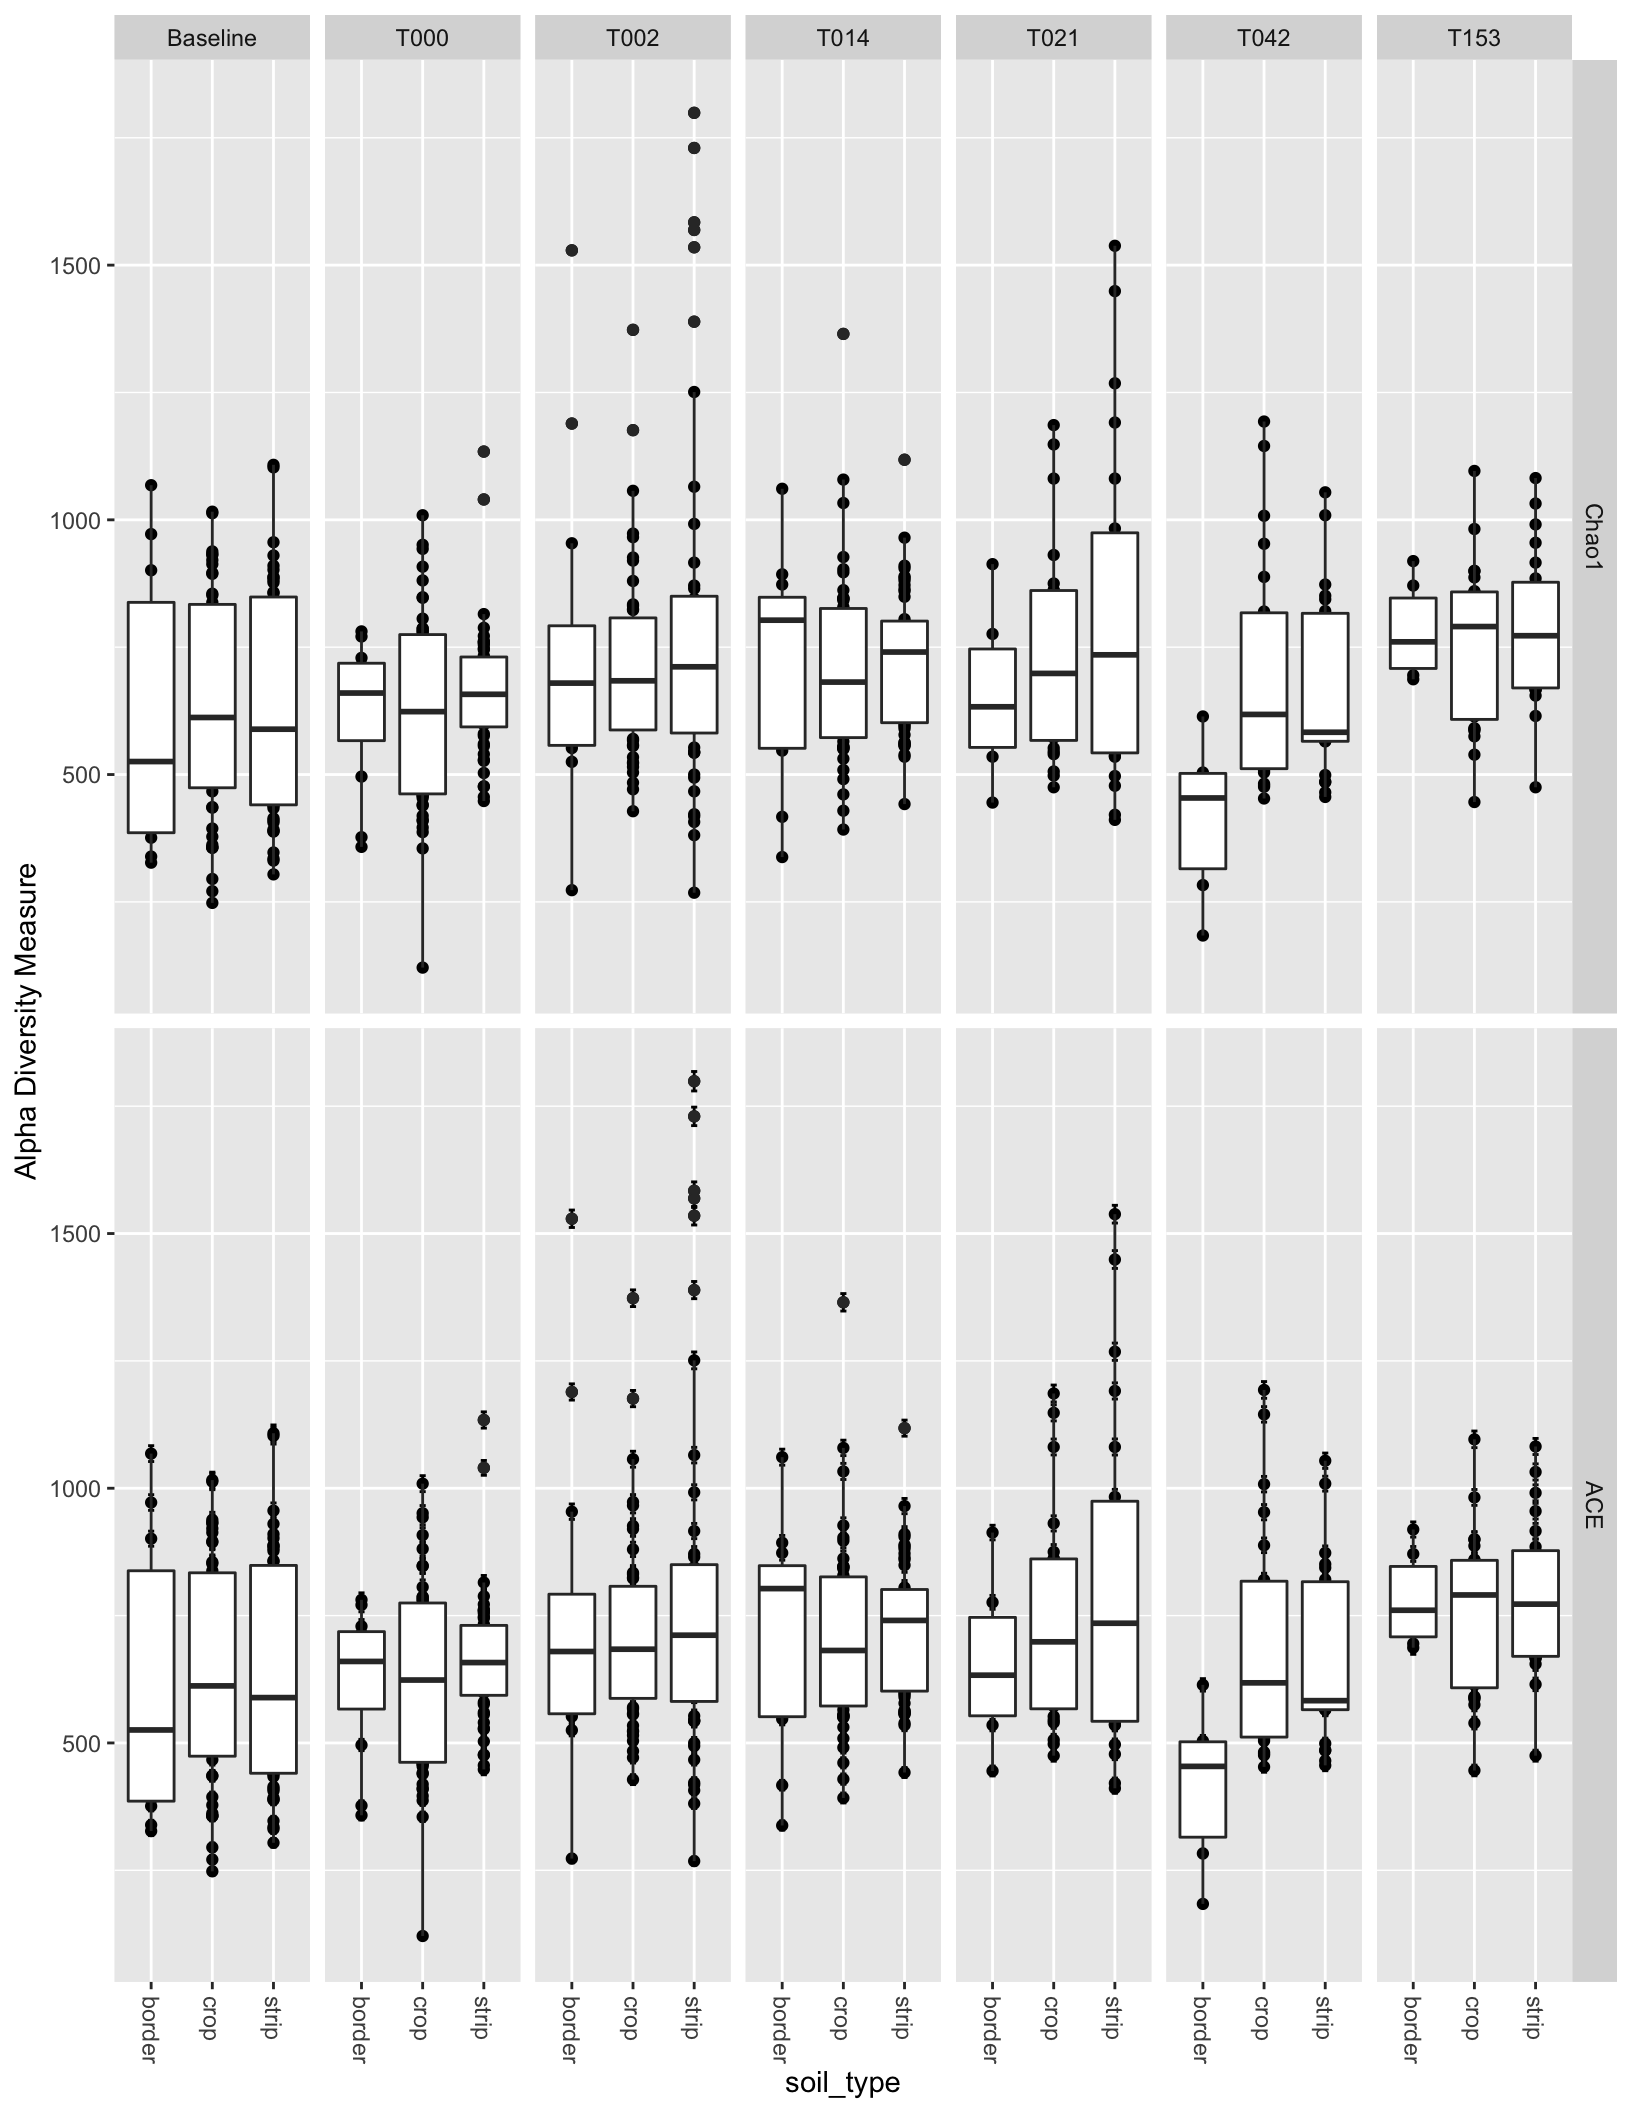 Baseline T000 T002 T014 T021 T042 T153
1500
1000
500
Chao1
Alpha Diversity Measure
1500
1000
500
ACE
border crop strip border crop strip border crop strip border crop strip border crop strip border crop strip border crop strip
soil_type